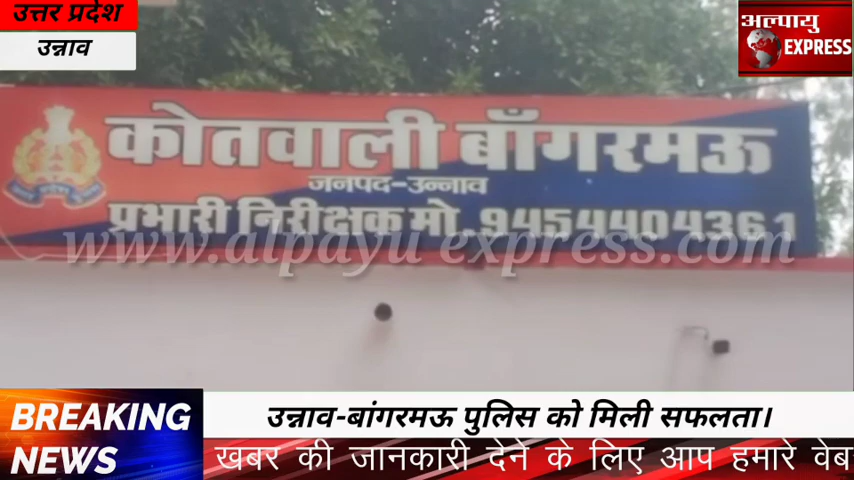 उत्तर प्रदेश
उन्नाव
अल्पायु
EXPRESS
कोतवाली बाँगरमऊ
जनपद-उन्नाव
प्रभारी निरीक्षक मो. 9454404361
www.alpayu express.com
BREAKING
NEWS
उन्नाव-बांगरमऊ पुलिस को मिली सफलता।
खबर की जानकारी देने के लिए आप हमारे वेब